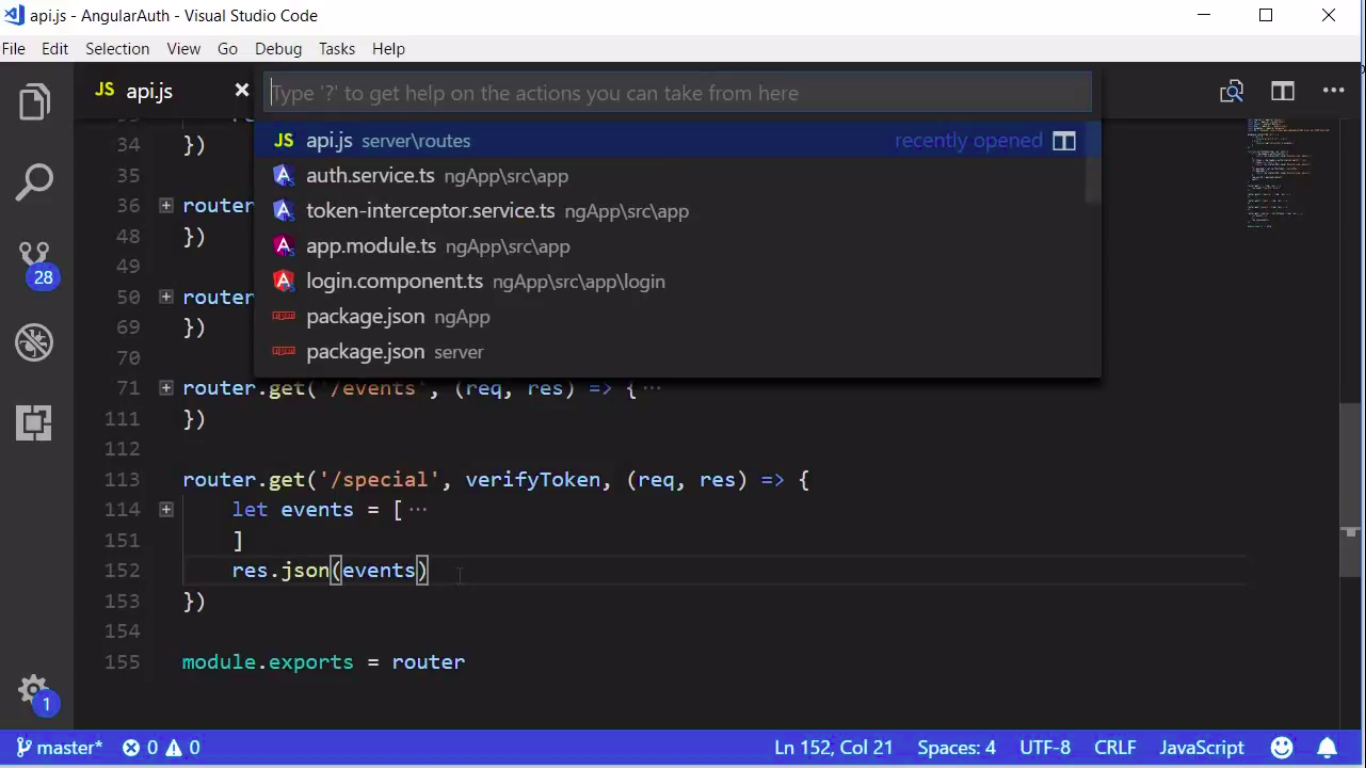 api.js - AngularAuth - Visual Studio Code
File Edit Selection View Go Debug Tasks Help
JS api.js
Type '?' to get help on the actions you can take from here
JS api.js server\routes recently opened
auth.service.ts ngApp\src\app
token-interceptor.service.ts ngApp\src\app
app.module.ts ngApp\src\app
login.component.ts ngApp\src\app\login
package.json ngApp
package.json server
34 })
35
36 router
48 })
49
50 router
69 })
70
71 router.get('/events', (req, res) => {···
111 })
112
113 router.get('/special', verifyToken, (req, res) => {
114 let events = [···
151 ]
152 res.json(events)
153 })
154
155 module.exports = router
28
1
master* 0 0 Ln 152, Col 21 Spaces: 4 UTF-8 CRLF JavaScript